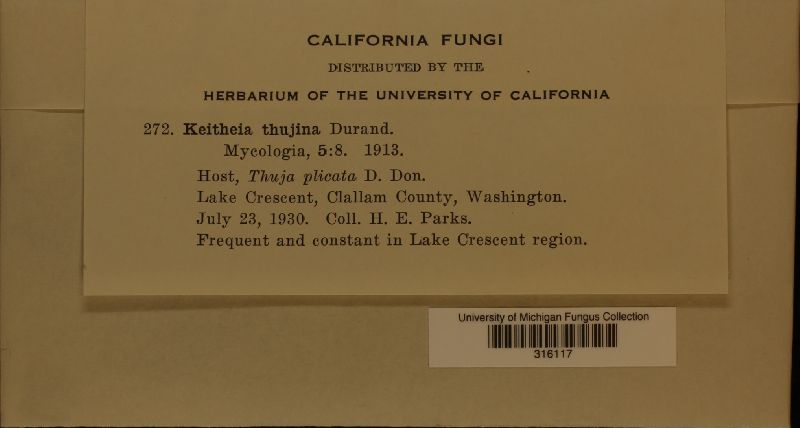 CALIFORNIA FUNGI
DISTRIBUTED BY THE
HERBARIUM OF THE UNIVERSITY OF CALIFORNIA
272. Keitheia thujina Durand.
Mycologia, 5:8. 1913.
Host, Thuja plicata D. Don.
Lake Crescent, Clallam County, Washington.
July 23, 1930. Coll. H. E. Parks.
Frequent and constant in Lake Crescent region.
University of Michigan Fungus Collection
316117